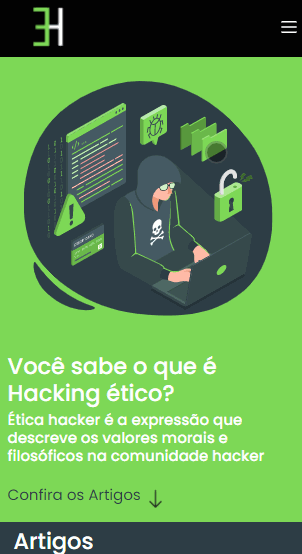 EH
Você sabe o que é
Hacking ético?
Ética hacker é a expressão que
descreve os valores morais e
filosóficos na comunidade hacker
Confira os Artigos
Artigos